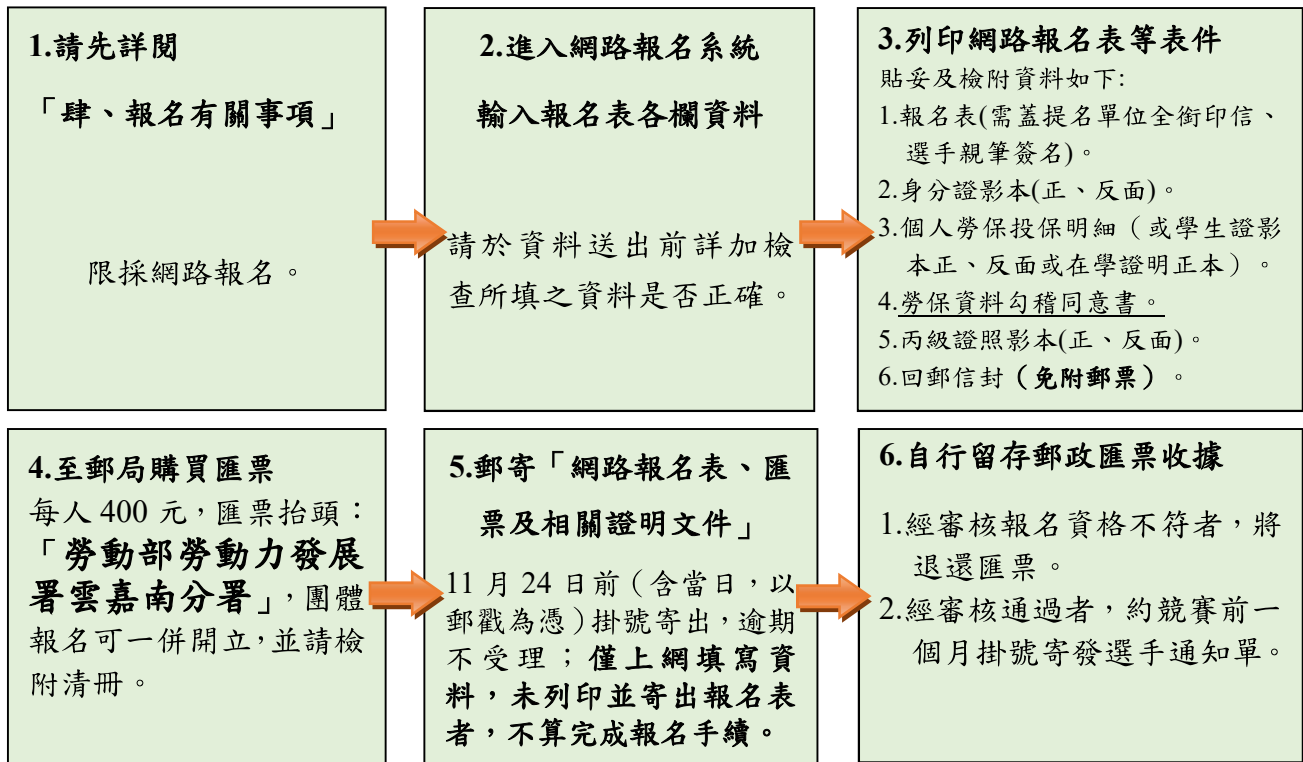 1.請先詳閱
「肆、報名有關事項」
限採網路報名。
2.進入網路報名系統
輸入報名表各欄資料
請於資料送出前詳加檢
查所填之資料是否正確。
3.列印網路報名表等表件
貼妥及檢附資料如下:
1.報名表(需蓋提名單位全銜印信、
選手親筆簽名)。
2.身分證影本(正、反面)。
3.個人勞保投保明細（或學生證影
本正、反面或在學證明正本）。
4.勞保資料勾稽同意書。
5.丙級證照影本(正、反面)。
6.回郵信封（免附郵票）。
4.至郵局購買匯票
每人 400 元，匯票抬頭：
「勞動部勞動力發展
署雲嘉南分署」，團體
報名可一併開立，並請檢
附清冊。
5.郵寄「網路報名表、匯
票及相關證明文件」
11 月 24 日前（含當日，以
郵戳為憑）掛號寄出，逾期
不受理；僅上網填寫資
料，未列印並寄出報名表
者，不算完成報名手續。
6.自行留存郵政匯票收據
1.經審核報名資格不符者，將
退還匯票。
2.經審核通過者，約競賽前一
個月掛號寄發選手通知單。